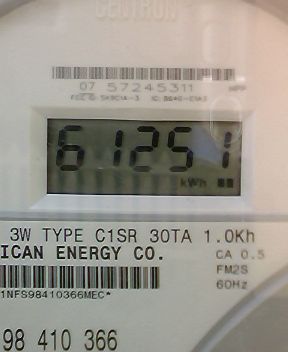 CENTRON
07 57245311
61251
kWh
3W TYPE C1SR 30TA 1.0Kh
ICAN ENERGY CO.
CA 0.5
FM2S
60Hz
1NFS98410366MEC*
98 410 366